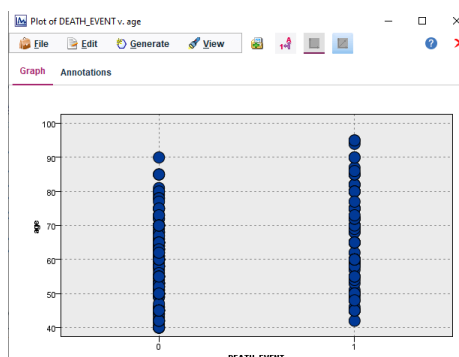 Plot of DEATH_EVENT v. age
File Edit Generate View
Graph Annotations
100
90
80
70
60
50
40
age
0 1
DEATH_EVENT